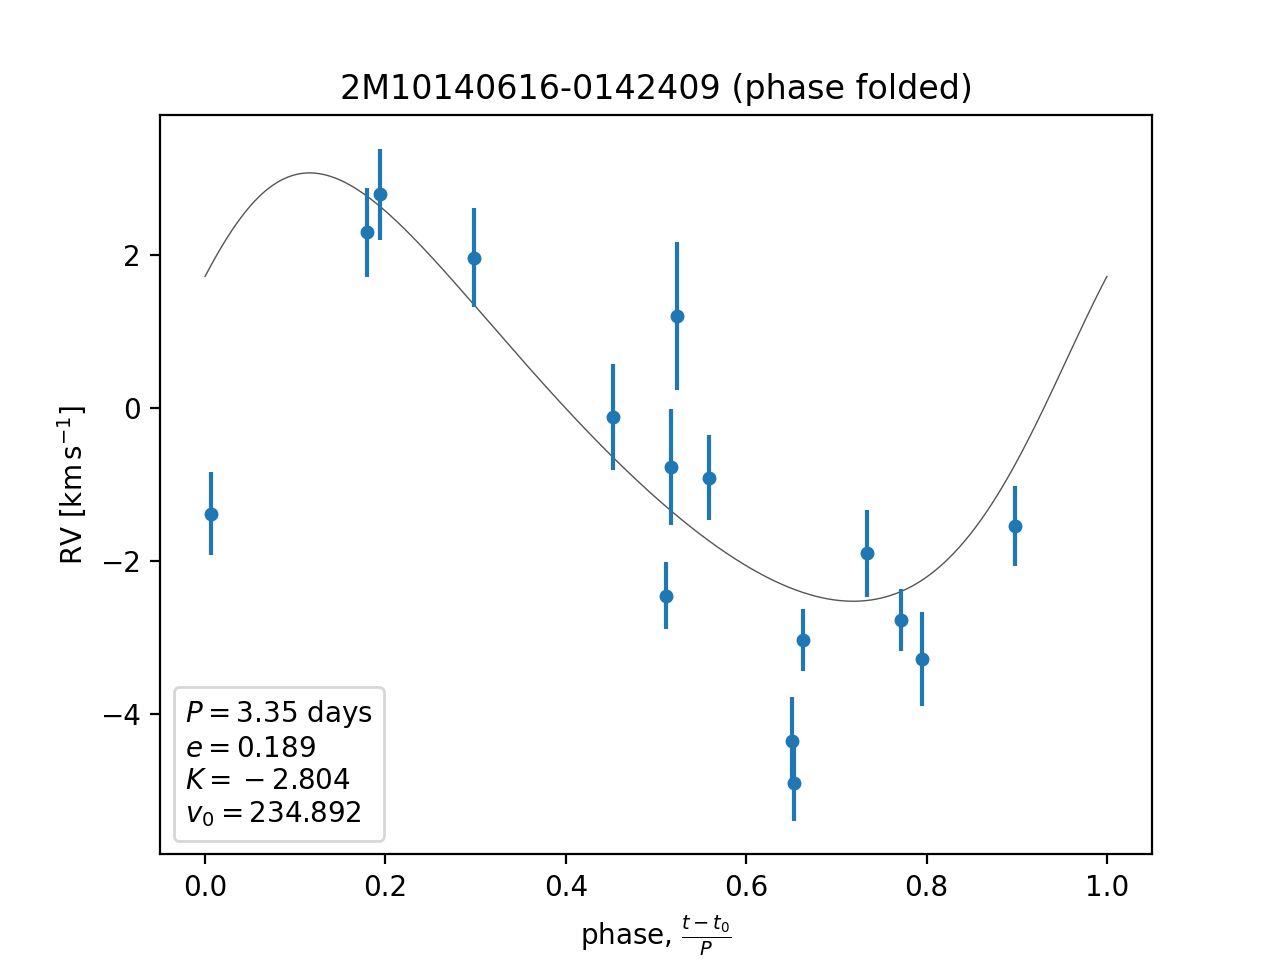 2M10140616-0142409 (phase folded)
RV [km s⁻¹]
2
0
−2
−4
P = 3.35 days
e = 0.189
K = −2.804
v₀ = 234.892
0.0 0.2 0.4 0.6 0.8 1.0
phase, (t − t₀)/P